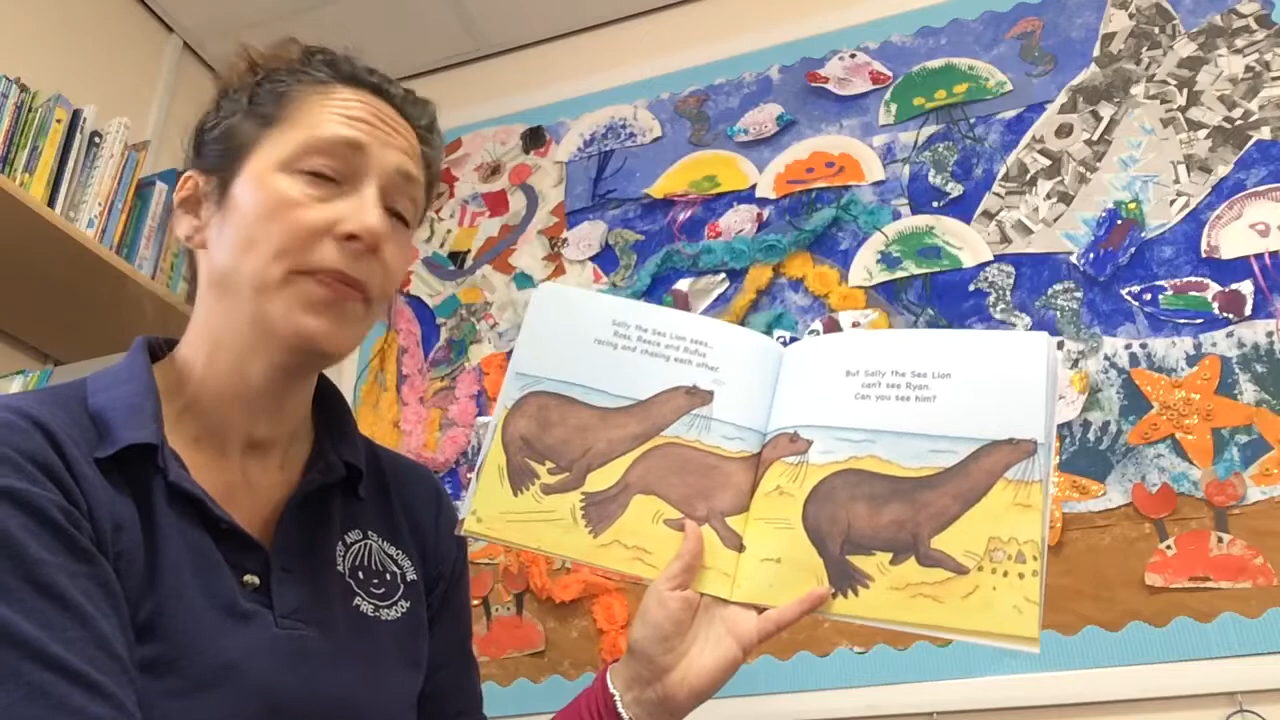 Sally the Sea Lion sees...
Ross, Reece and Rufus
racing and chasing each other.
But Sally the Sea Lion
can't see Ryan.
Can you see him?
ASCOT AND CRANBOURNE
PRE-SCHOOL